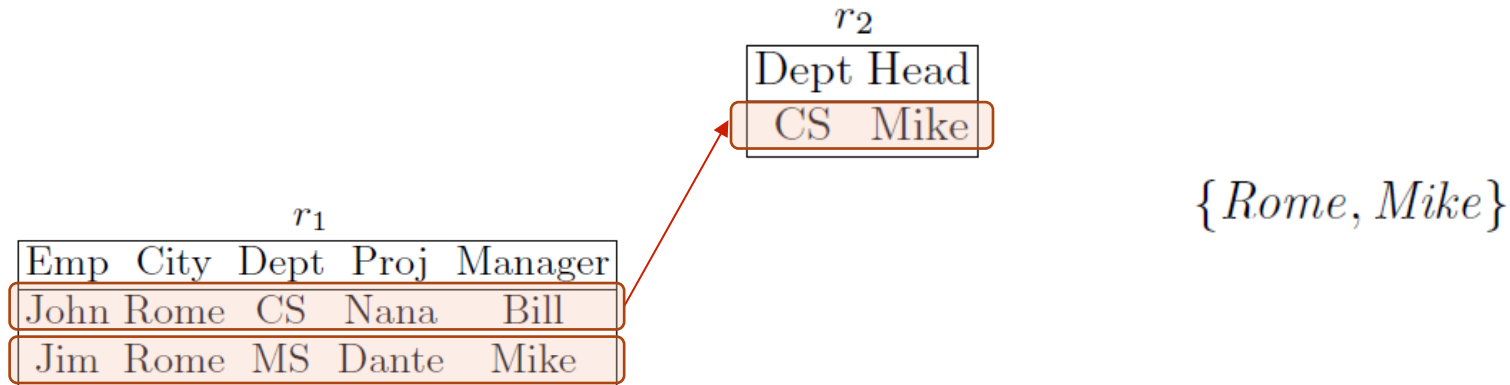 r2
Dept Head
CS Mike
{Rome, Mike}
r1
Emp City Dept Proj Manager
John Rome CS Nana Bill
Jim Rome MS Dante Mike